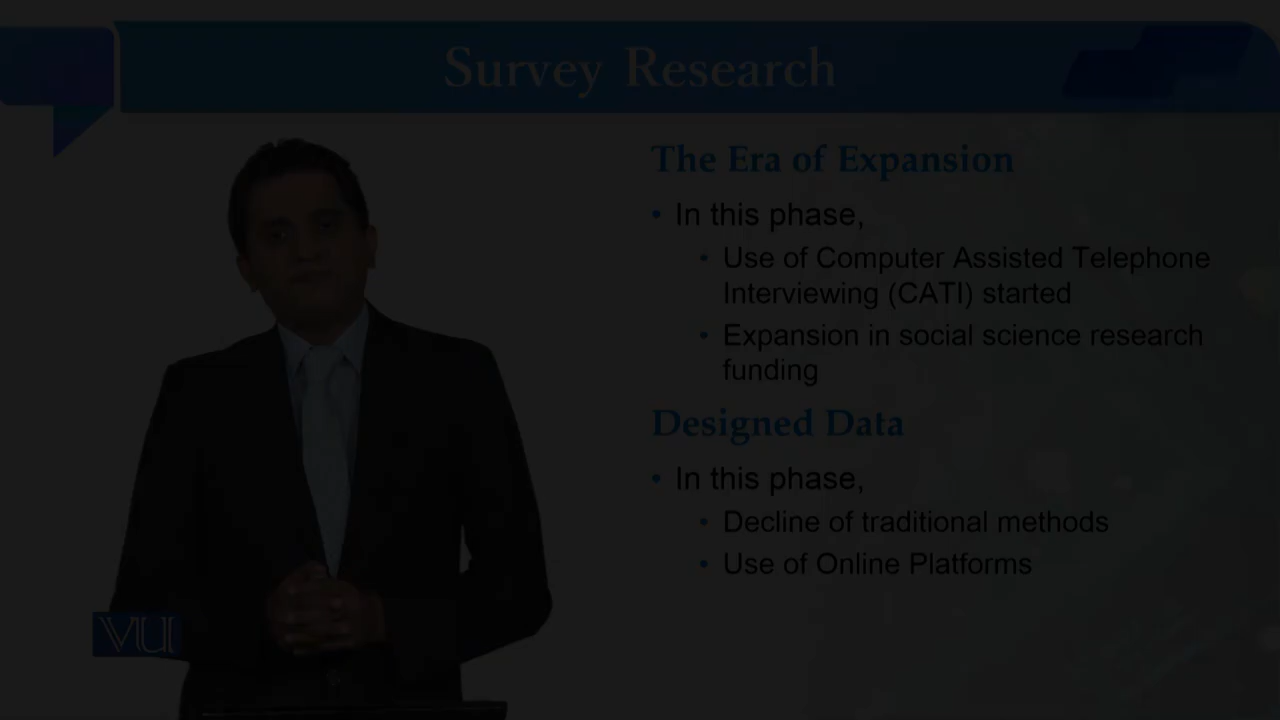 Survey Research
The Era of Expansion
• In this phase,
• Use of Computer Assisted Telephone
Interviewing (CATI) started
• Expansion in social science research
funding
Designed Data
• In this phase,
• Decline of traditional methods
• Use of Online Platforms
VU